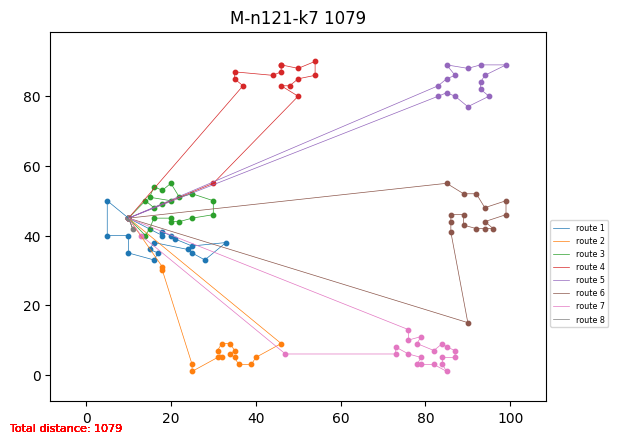 M-n121-k7 1079
80
60
40
20
0
0
20
40
60
80
100
route 1
route 2
route 3
route 4
route 5
route 6
route 7
route 8
Total distance: 1079